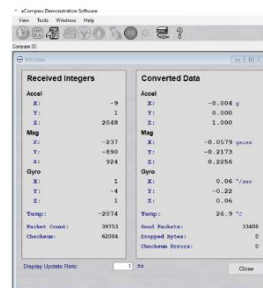 eCompass Demonstration Software
View Tools Windows Help
Compass ID:
Received Integers Converted Data
Accel Accel
X: -9 X: -0.004 g
Y: 1 Y: 0.000
Z: 2048 Z: 1.000
Mag Mag
X: -237 X: -0.0579 gauss
Y: -890 Y: -0.2173
Z: 924 Z: 0.2256
Gyro Gyro
X: 1 X: 0.06 °/sec
Y: -4 Y: -0.22
Z: 1 Z: 0.06
Temp: -2074 Temp: 26.9 °C
Packet Count: 39753 Good Packets: 33408
Checksum: 62004 Dropped Bytes: 0
Checksum Errors: 0
Display Update Rate: 1 Hz Close